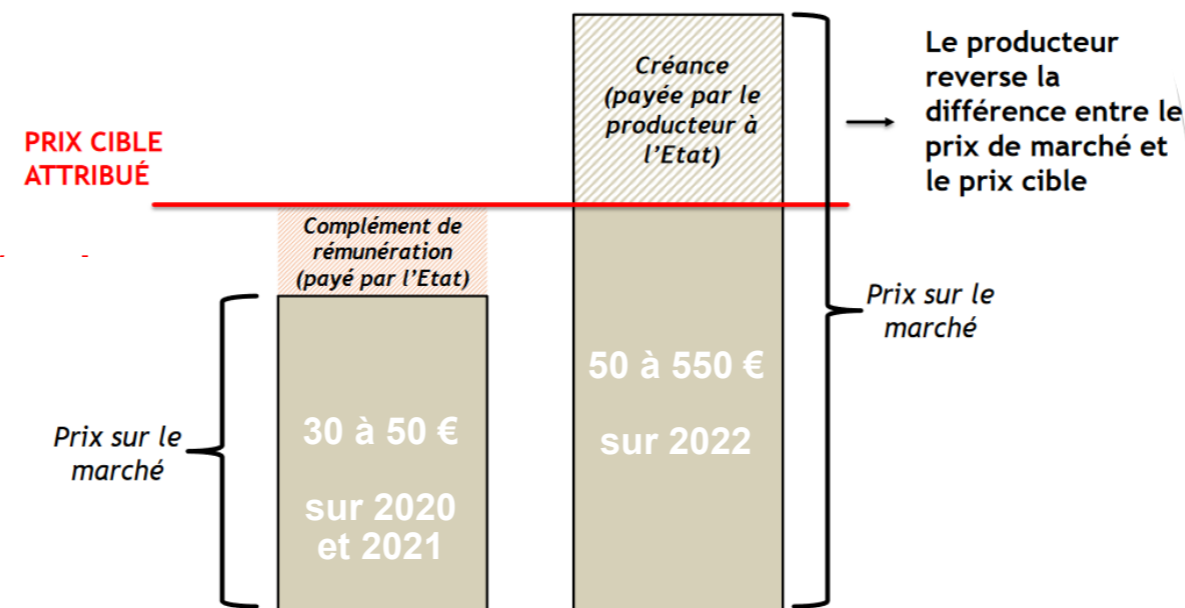 PRIX CIBLE
ATTRIBUÉ
Complément de
rémunération
(payé par l'Etat)
Prix sur le
marché
30 à 50 €
sur 2020
et 2021
Créance
(payée par le
producteur à
l'Etat)
50 à 550 €
sur 2022
Le producteur
reverse la
différence entre le
prix de marché et
le prix cible
Prix sur le
marché